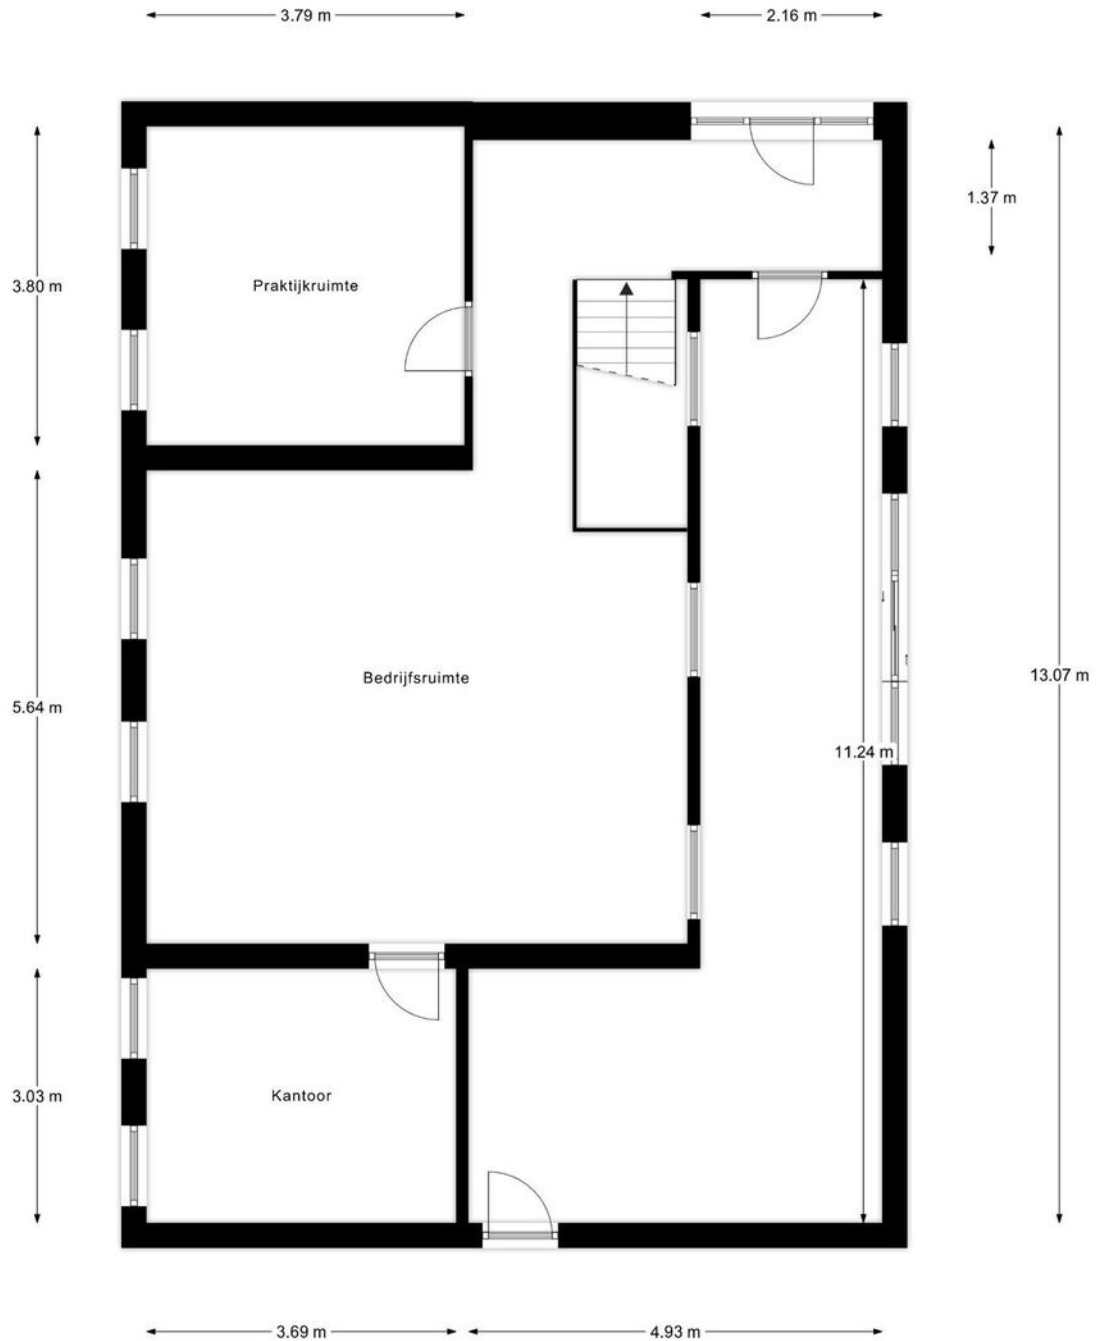 3.79 m
2.16 m
1.37 m
3.80 m
Praktijkruimte
13.07 m
Bedrijfsruimte
5.64 m
11.24 m
3.03 m
Kantoor
3.69 m
4.93 m